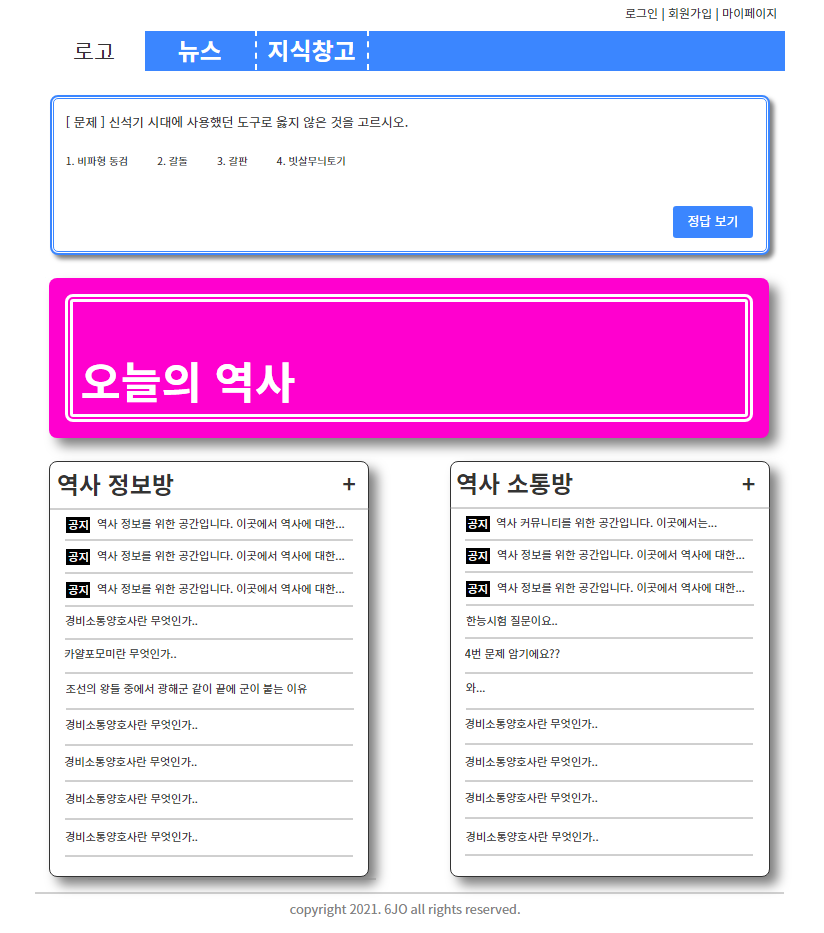 로그인 | 회원가입 | 마이페이지
로고 뉴스 지식창고
[ 문제 ] 신석기 시대에 사용했던 도구로 옳지 않은 것을 고르시오.
1. 비파형 동검 2. 갈돌 3. 갈판 4. 빗살무늬토기
정답 보기
오늘의 역사
역사 정보방 +
공지 역사 정보를 위한 공간입니다. 이곳에서 역사에 대한...
공지 역사 정보를 위한 공간입니다. 이곳에서 역사에 대한...
공지 역사 정보를 위한 공간입니다. 이곳에서 역사에 대한...
경비소통양호사란 무엇인가..
카얄포모미란 무엇인가..
조선의 왕들 중에서 광해군 같이 끝에 군이 붙는 이유
경비소통양호사란 무엇인가..
경비소통양호사란 무엇인가..
경비소통양호사란 무엇인가..
경비소통양호사란 무엇인가..
역사 소통방 +
공지 역사 커뮤니티를 위한 공간입니다. 이곳에서는...
공지 역사 정보를 위한 공간입니다. 이곳에서 역사에 대한...
공지 역사 정보를 위한 공간입니다. 이곳에서 역사에 대한...
한능시험 질문이요..
4번 문제 암기에요??
와...
경비소통양호사란 무엇인가..
경비소통양호사란 무엇인가..
경비소통양호사란 무엇인가..
경비소통양호사란 무엇인가..
copyright 2021. 6JO all rights reserved.